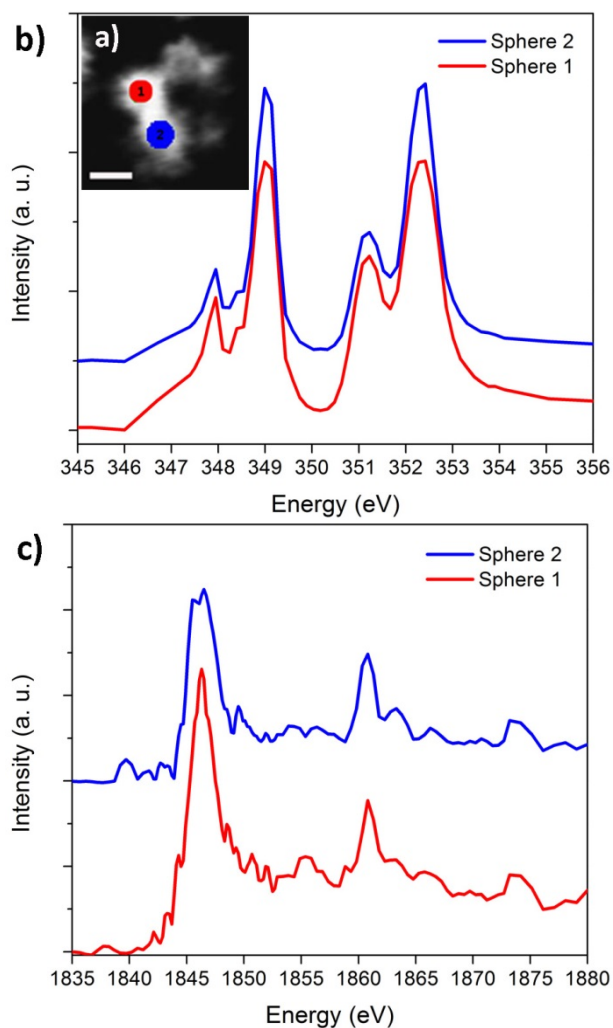 b)
a)
1
2
Sphere 2
Sphere 1
Intensity (a. u.)
345 346 347 348 349 350 351 352 353 354 355 356
Energy (eV)
c)
Sphere 2
Sphere 1
Intensity (a. u.)
1835 1840 1845 1850 1855 1860 1865 1870 1875 1880
Energy (eV)